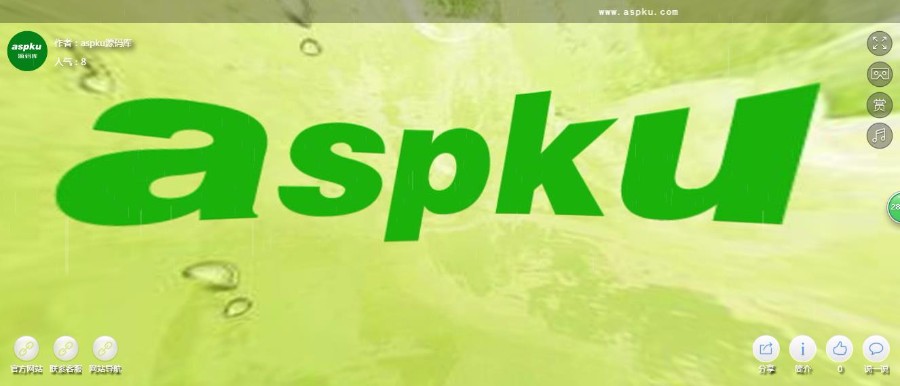 www.aspku.com
aspku
源码库
作者：aspku源码库
人气：8
赏
aspku
28
官方网站
联系客服
网站导航
分享
简介
0
说一说